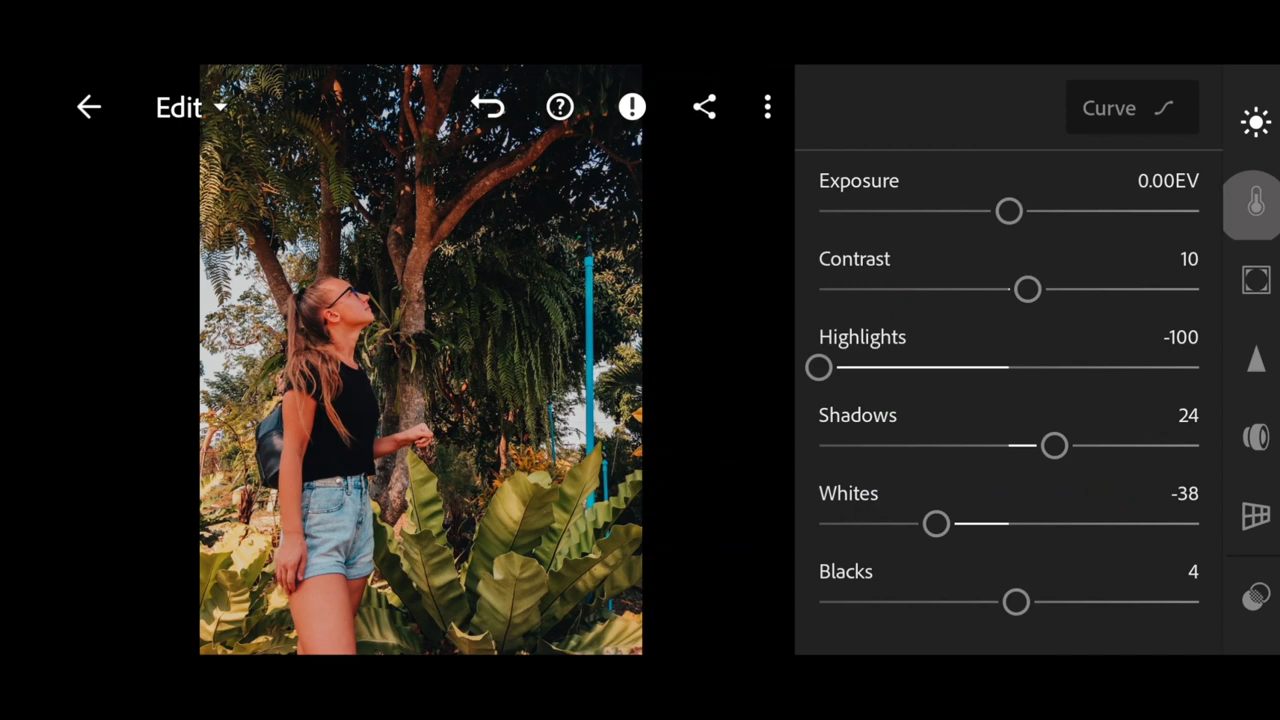 Edit
Curve
Exposure 0.00EV
Contrast 10
Highlights -100
Shadows 24
Whites -38
Blacks 4